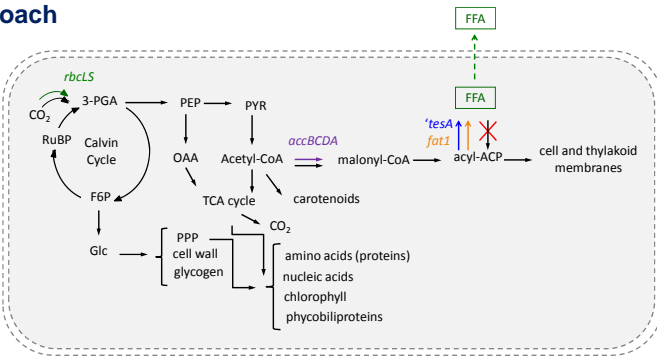 oach
FFA
FFA
rbcLS
CO2
3-PGA
PEP
PYR
'tesA
fat1
accBCDA
RuBP
Calvin
Cycle
OAA
Acetyl-CoA
malonyl-CoA
acyl-ACP
cell and thylakoid
membranes
F6P
TCA cycle
carotenoids
CO2
Glc
PPP
cell wall
glycogen
amino acids (proteins)
nucleic acids
chlorophyll
phycobiliproteins